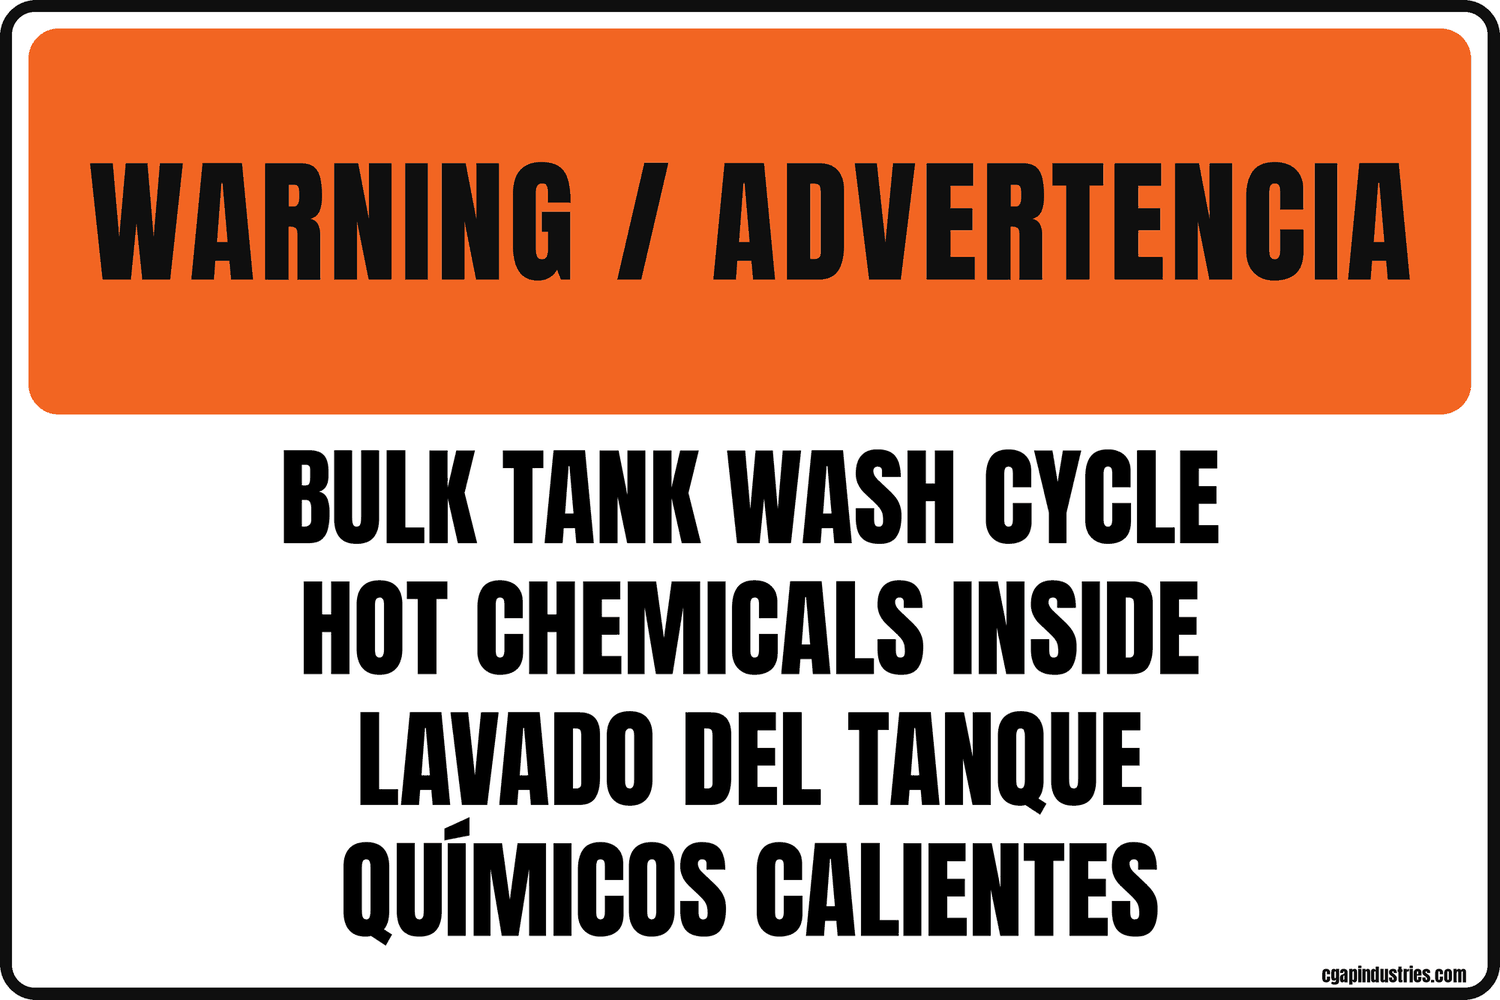 WARNING / ADVERTENCIA
BULK TANK WASH CYCLE
HOT CHEMICALS INSIDE
LAVADO DEL TANQUE
QUÍMICOS CALIENTES
cgapindustries.com